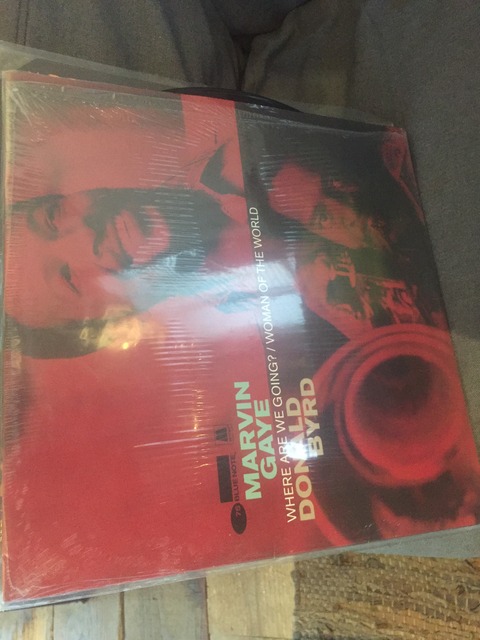 BLUE NOTE
MARVIN
GAYE
WHERE ARE WE GOING? / WOMAN OF THE WORLD
DONALD
BYRD